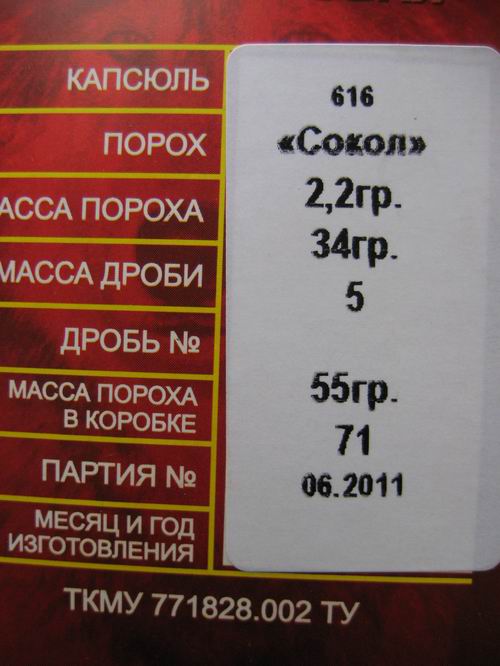 КАПСЮЛЬ 616
ПОРОХ «Сокол»
АССА ПОРОХА 2,2гр.
МАССА ДРОБИ 34гр.
ДРОБЬ № 5
МАССА ПОРОХА
В КОРОБКЕ 55гр.
ПАРТИЯ № 71
МЕСЯЦ И ГОД
ИЗГОТОВЛЕНИЯ 06.2011
ТКМУ 771828.002 ТУ